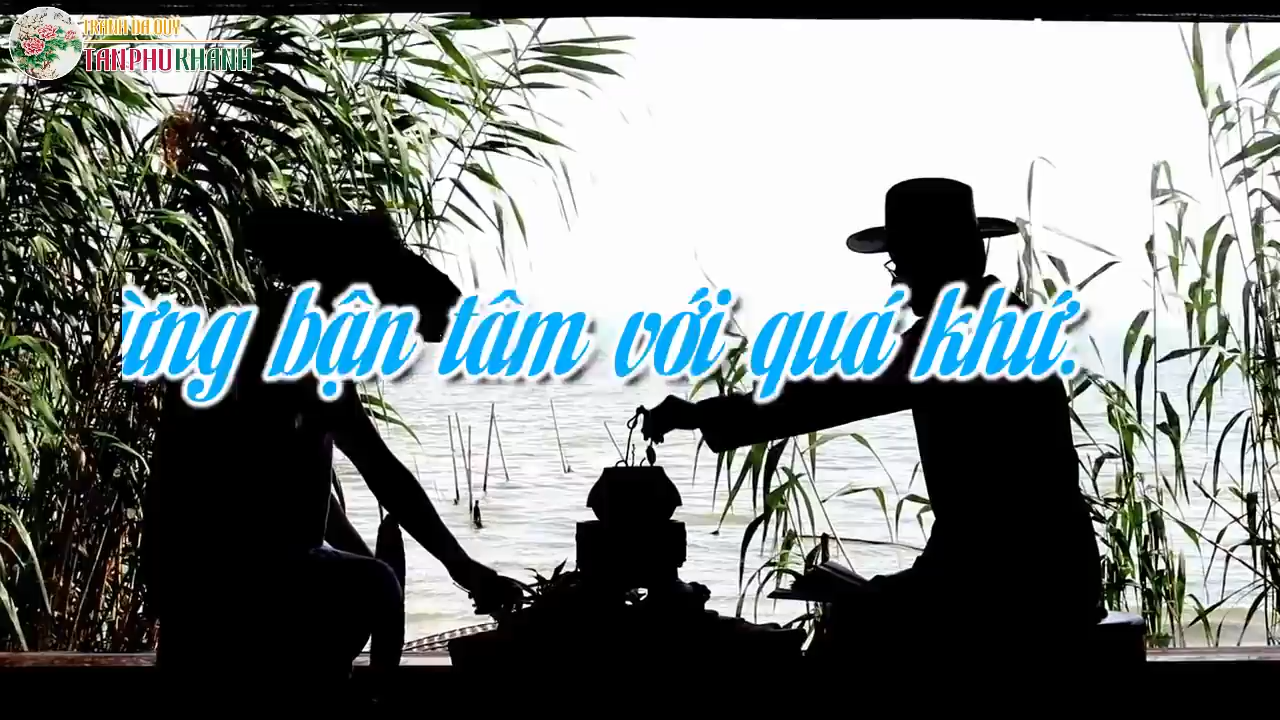 TRANH ĐÁ QUÝ
TANPHUKHANH
ừng bận tâm với quá khứ.